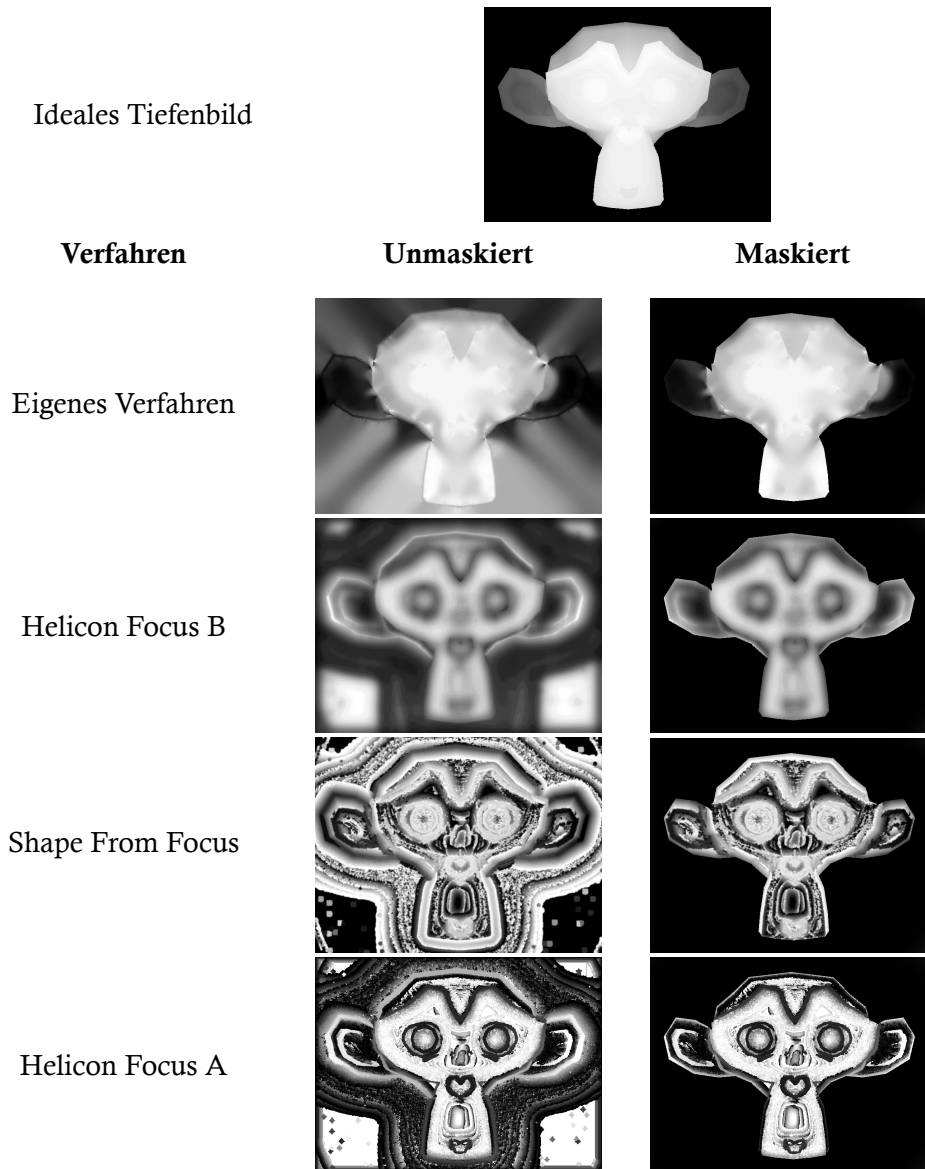 Ideales Tiefenbild
Verfahren Unmaskiert Maskiert
Eigenes Verfahren
Helicon Focus B
Shape From Focus
Helicon Focus A